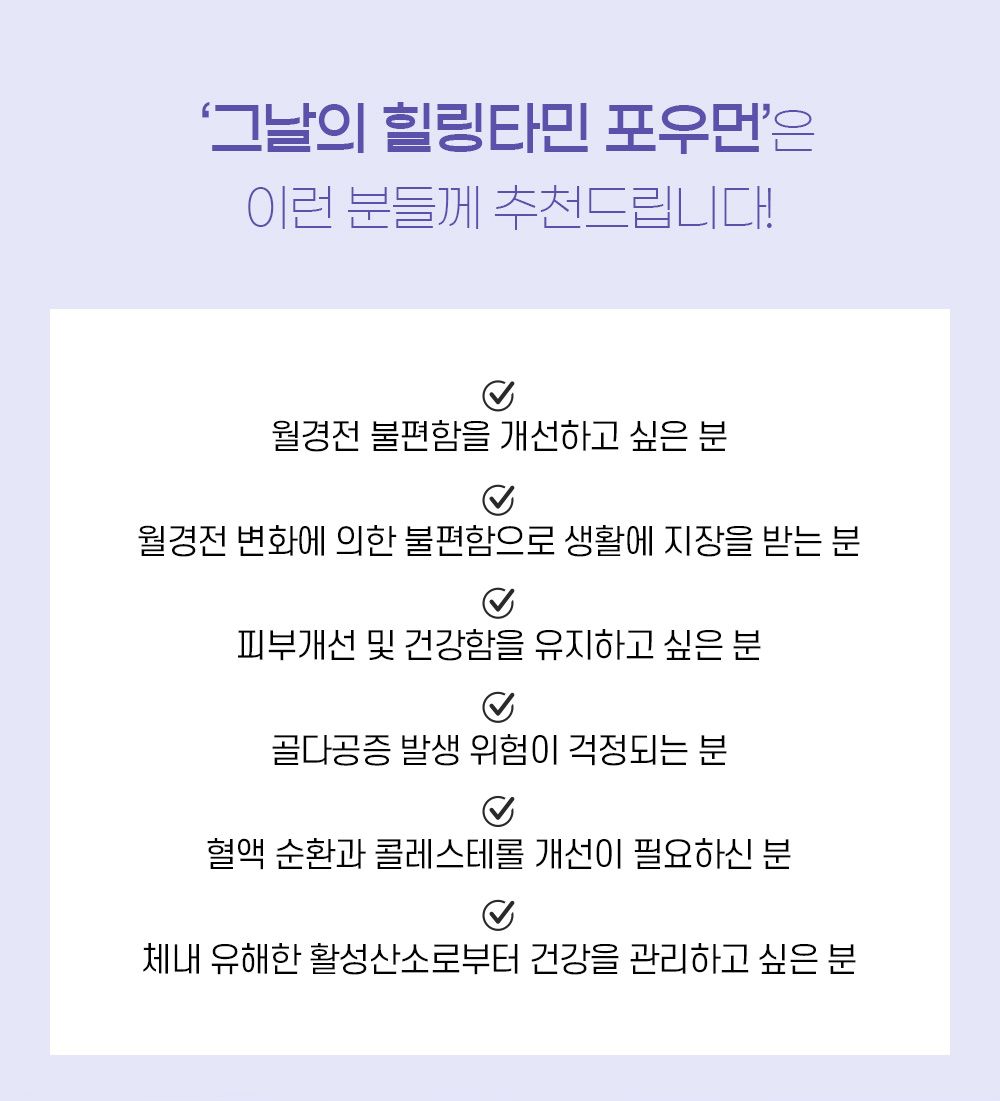 ‘그날의 힐링타민 포우먼’은
이런 분들께 추천드립니다!
월경전 불편함을 개선하고 싶은 분
월경전 변화에 의한 불편함으로 생활에 지장을 받는 분
피부개선 및 건강함을 유지하고 싶은 분
골다공증 발생 위험이 걱정되는 분
혈액 순환과 콜레스테롤 개선이 필요하신 분
체내 유해한 활성산소로부터 건강을 관리하고 싶은 분